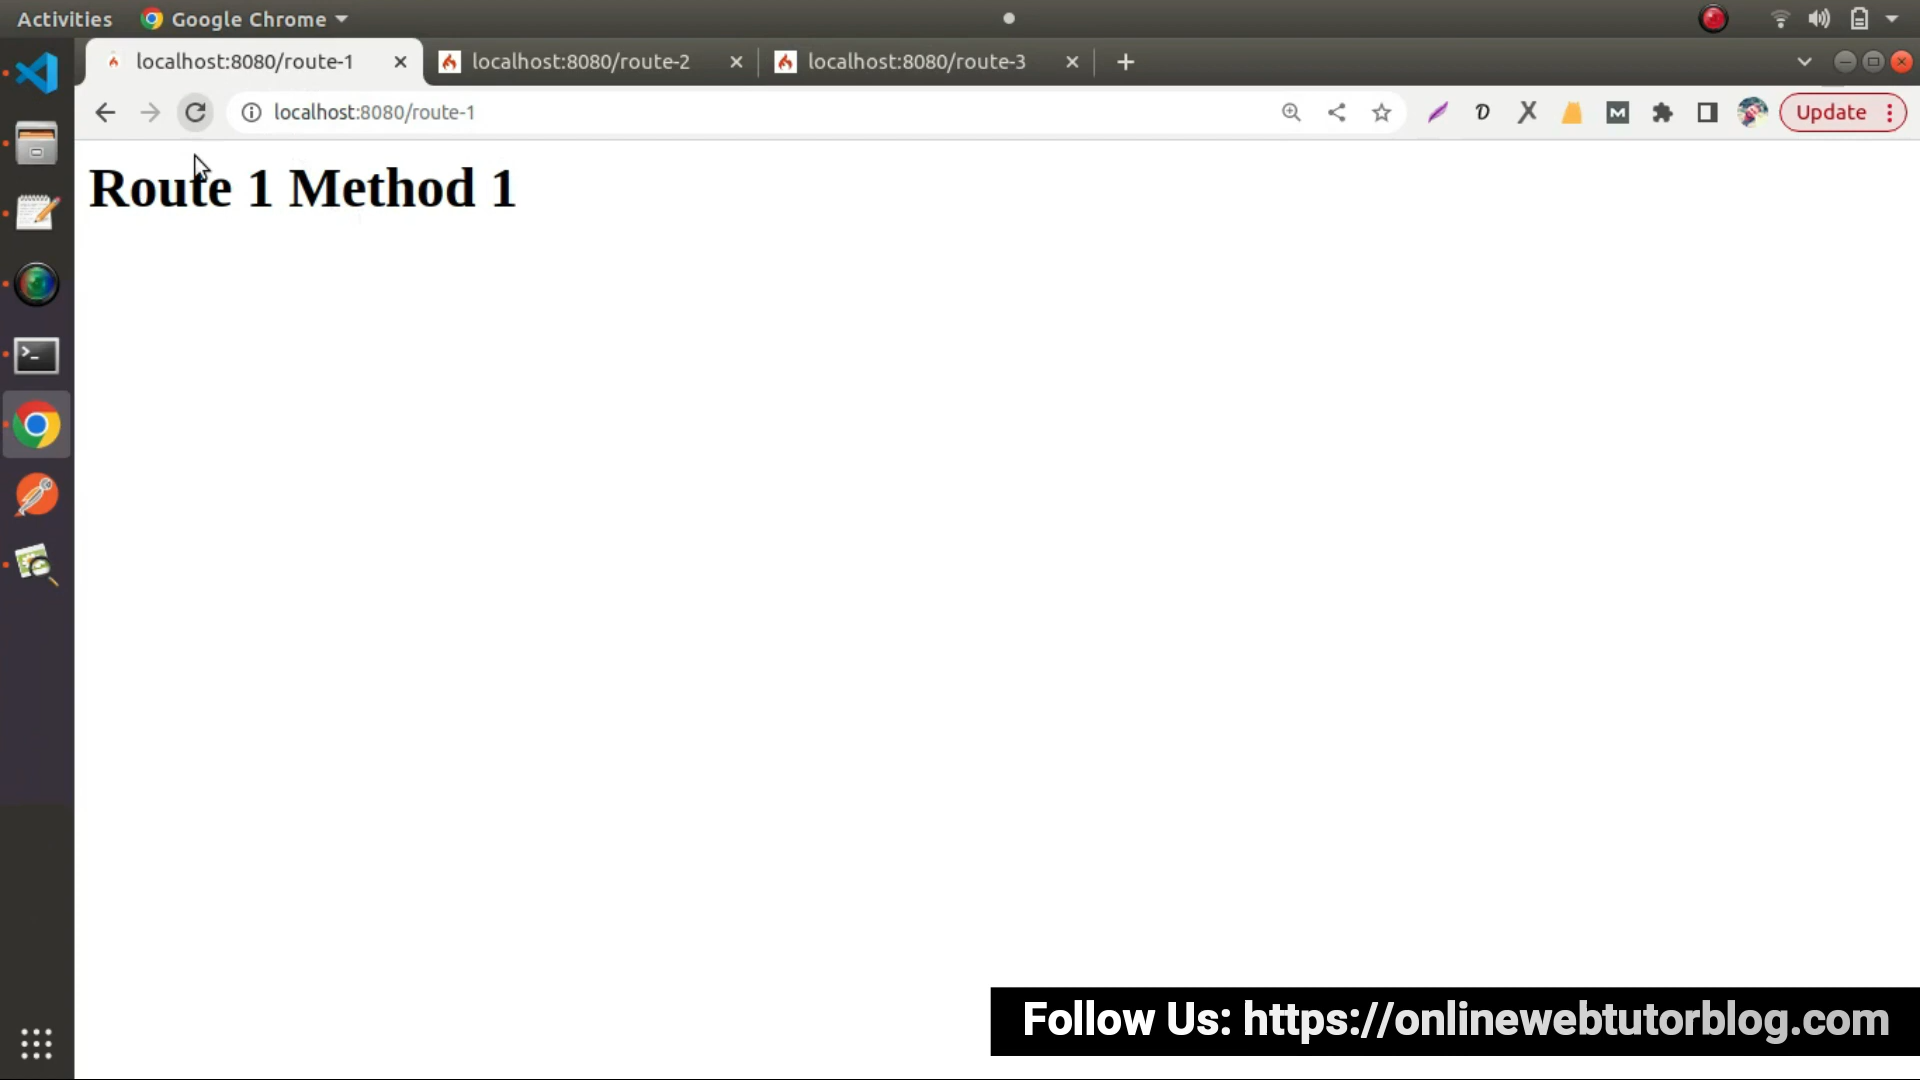 Activities Google Chrome
localhost:8080/route-1 localhost:8080/route-2 localhost:8080/route-3
localhost:8080/route-1 D X M Update
Route 1 Method 1
Follow Us: https://onlinewebtutorblog.com